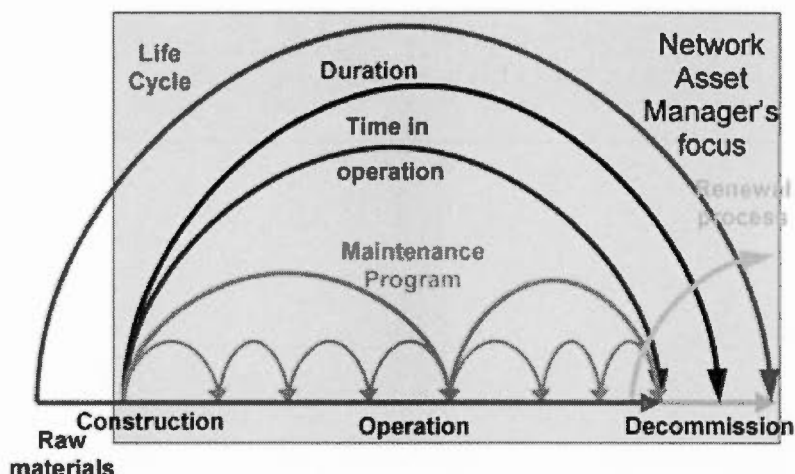 Life
Cycle
Duration
Network
Asset
Manager's
focus
Time in
operation
Renewal
process
Maintenance
Program
Construction
Operation
Decommission
Raw
materials